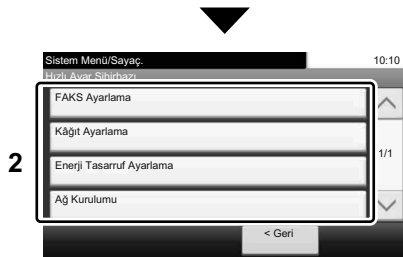 Sistem Menü/Sayaç.
10:10
Hızlı Ayar Sihirbazı
FAKS Ayarlama
Kâğıt Ayarlama
1/1
2
Enerji Tasarruf Ayarlama
Ağ Kurulumu
< Geri